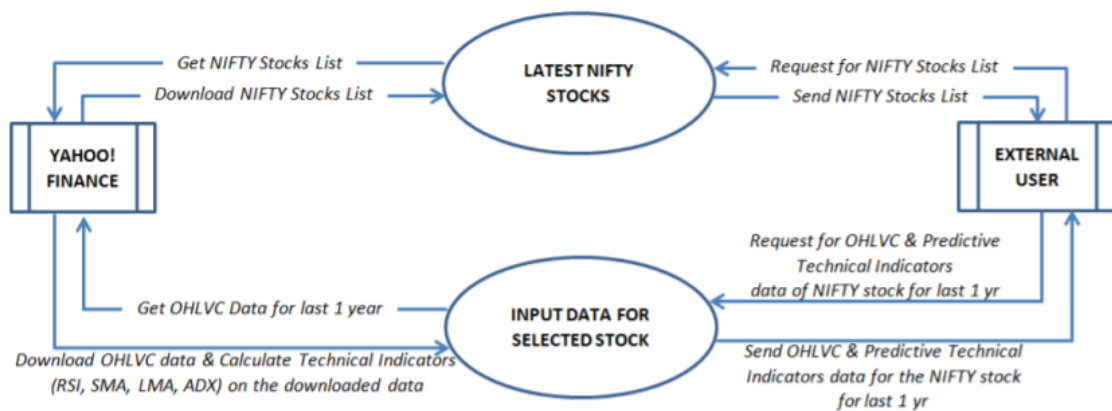 Get NIFTY Stocks List
Download NIFTY Stocks List
LATEST NIFTY
STOCKS
Request for NIFTY Stocks List
Send NIFTY Stocks List
YAHOO!
FINANCE
EXTERNAL
USER
Request for OHLVC & Predictive
Technical Indicators
data of NIFTY stock for last 1 yr
Get OHLVC Data for last 1 year
INPUT DATA FOR
SELECTED STOCK
Download OHLVC data & Calculate Technical Indicators
(RSI, SMA, LMA, ADX) on the downloaded data
Send OHLVC & Predictive Technical
Indicators data for the NIFTY stock
for last 1 yr